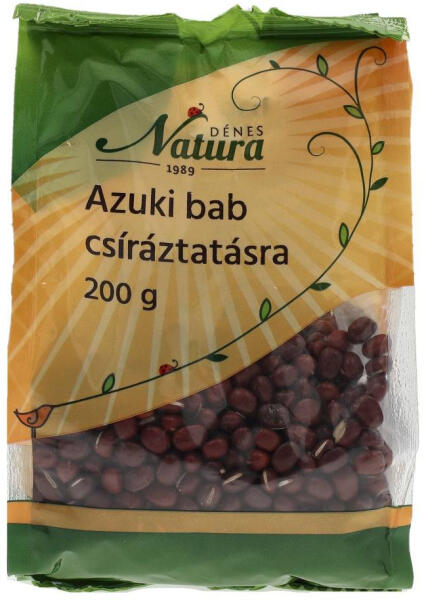 DÉNES
Natura
1989
Azuki bab
csíráztatásra
200 g